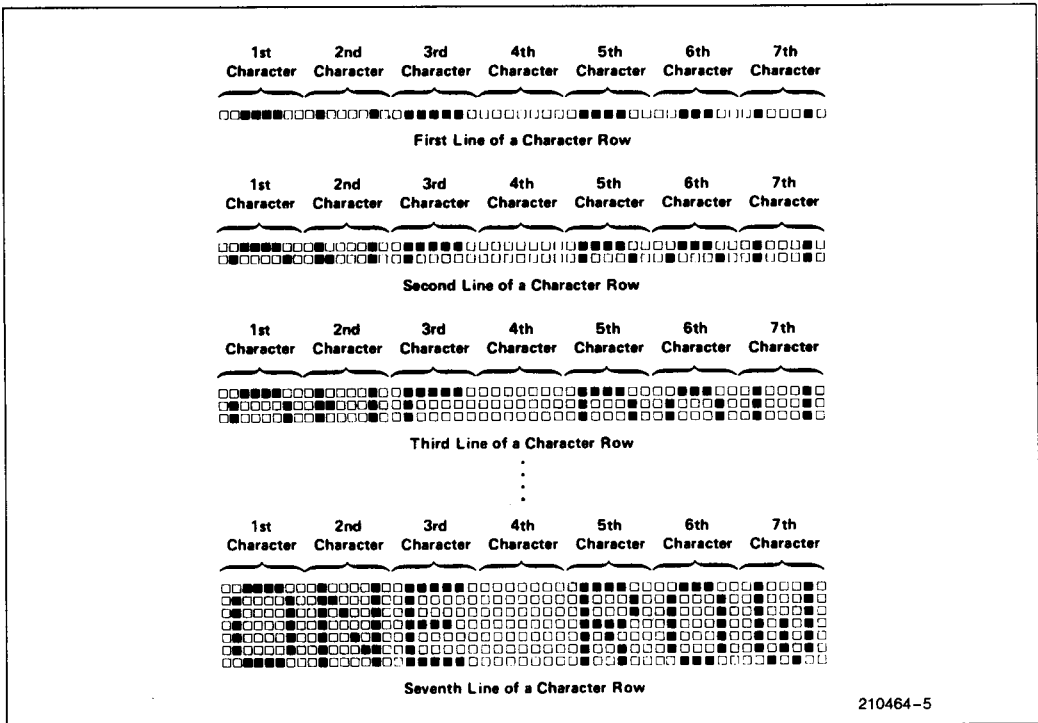 1st 2nd 3rd 4th 5th 6th 7th
Character Character Character Character Character Character Character
First Line of a Character Row
1st 2nd 3rd 4th 5th 6th 7th
Character Character Character Character Character Character Character
Second Line of a Character Row
1st 2nd 3rd 4th 5th 6th 7th
Character Character Character Character Character Character Character
Third Line of a Character Row
1st 2nd 3rd 4th 5th 6th 7th
Character Character Character Character Character Character Character
ONE ROW
Seventh Line of a Character Row
210464-5